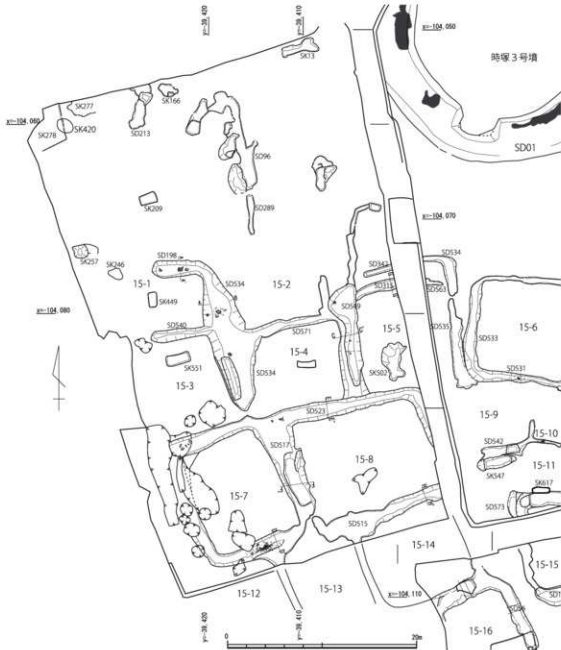 y=-39, 420
y=-39, 410
x=-104, 050
時塚３号墳
SK13
SK277
SK166
SK278
SK420
x=-104, 060
SD213
SD96
SD01
SK209
SD289
x=-104, 070
SK257
SK246
SD198
15-1
SD534
15-2
SD342
SD534
SD563
SK449
SD549
15-5
SD535
15-6
x=-104, 080
SD540
SD571
15-4
SD533
SK551
15-3
SD534
SK502
SD531
15-9
SD523
15-10
SD542
SD517
15-8
SK547
15-11
15-7
SK617
SD573
SD515
15-14
15-15
15-12
15-13
x=-104, 110
15-16
y=-39, 420
y=-39, 410
0
20m